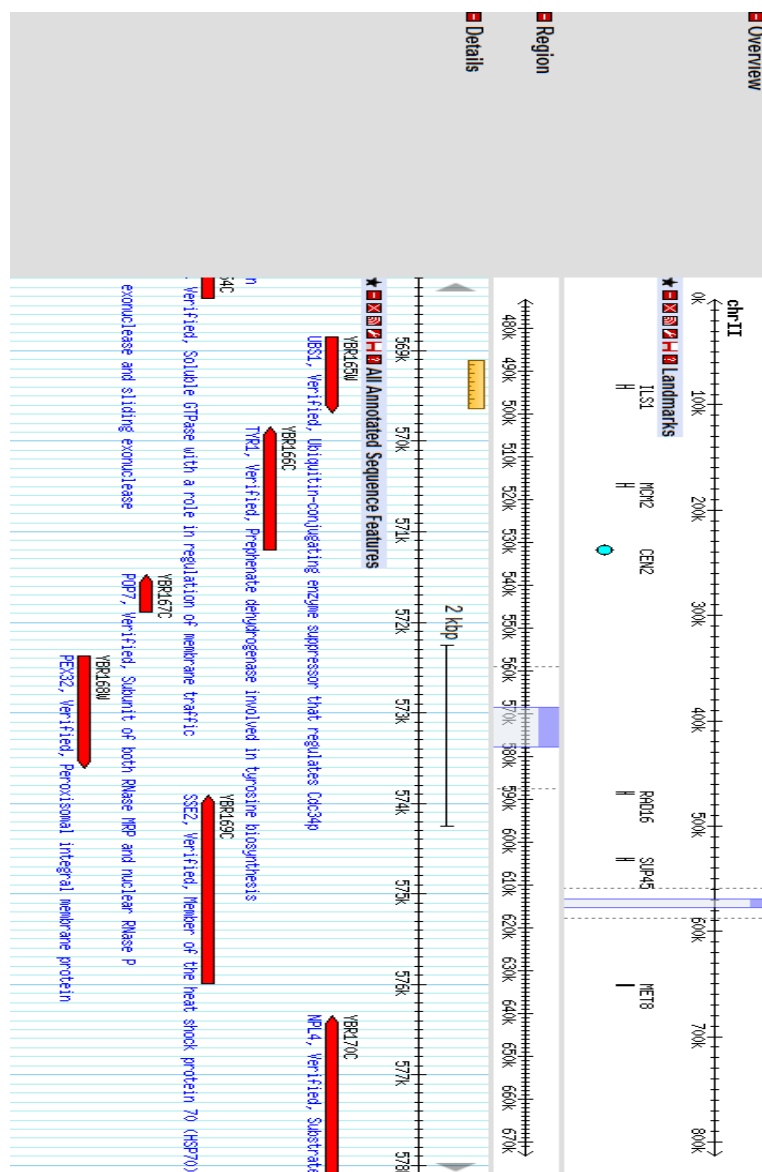 Overview
chrII
0k 100k 200k 300k 400k 500k 600k 700k 800k
Landmarks
ILS1 MCM2 CEN2 RAD16 SUP45 MET8
Region
480k 490k 500k 510k 520k 530k 540k 550k 560k 570k 580k 590k 600k 610k 620k 630k 640k 650k 660k 670k
Details
2 kbp
569k 570k 571k 572k 573k 574k 575k 576k 577k 578k
All Annotated Sequence Features
YBR165W YBR170C
UBS1, Verified, Ubiquitin-conjugating enzyme suppressor that regulates Cdc34p NPL4, Verified, Substrate
YBR166C
n TYR1, Verified, Prephenate dehydrogenase involved in tyrosine biosynthesis
64C YBR169C
, Verified, Soluble GTPase with a role in regulation of membrane traffic SSE2, Verified, Member of the heat shock protein 70 (HSP70)
YBR167C
exonuclease and sliding exonuclease POP7, Verified, Subunit of both RNase MRP and nuclear RNase P
YBR168W
PEX32, Verified, Peroxisomal integral membrane protein